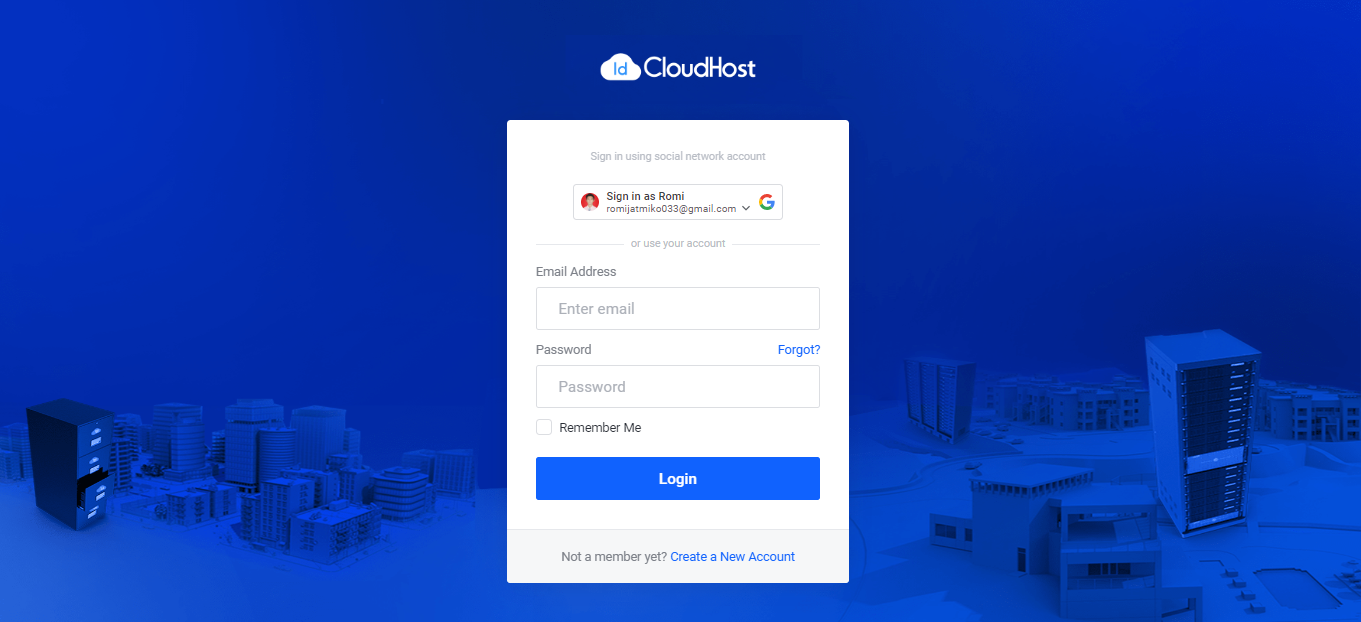 Id CloudHost
Sign in using social network account
Sign in as Romi
romijatmiko033@gmail.com
or use your account
Email Address
Enter email
Password Forgot?
Password
Remember Me
Login
Not a member yet? Create a New Account